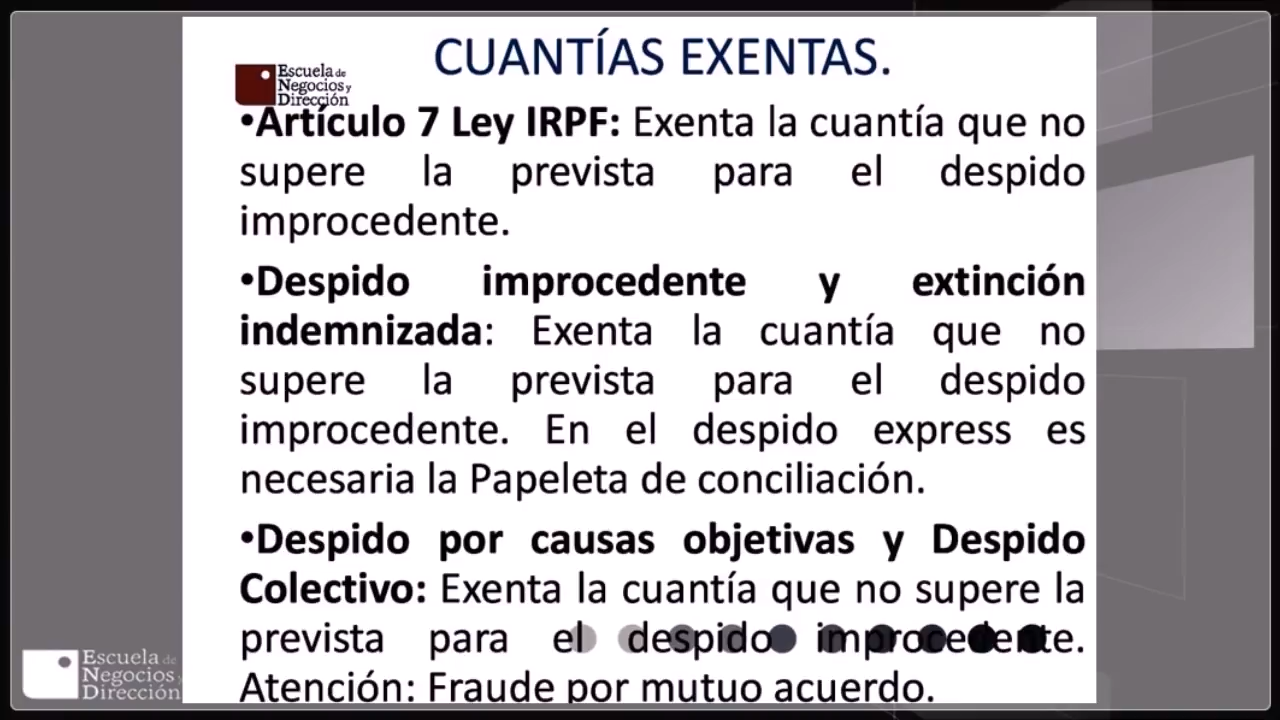 CUANTÍAS EXENTAS.
Escuela de
Negocios y
Dirección
•Artículo 7 Ley IRPF: Exenta la cuantía que no
supere la prevista para el despido
improcedente.
•Despido improcedente y extinción
indemnizada: Exenta la cuantía que no
supere la prevista para el despido
improcedente. En el despido express es
necesaria la Papeleta de conciliación.
•Despido por causas objetivas y Despido
Colectivo: Exenta la cuantía que no supere la
prevista para el despido improcedente.
Atención: Fraude por mutuo acuerdo.
Escuela de
Negocios y
Dirección